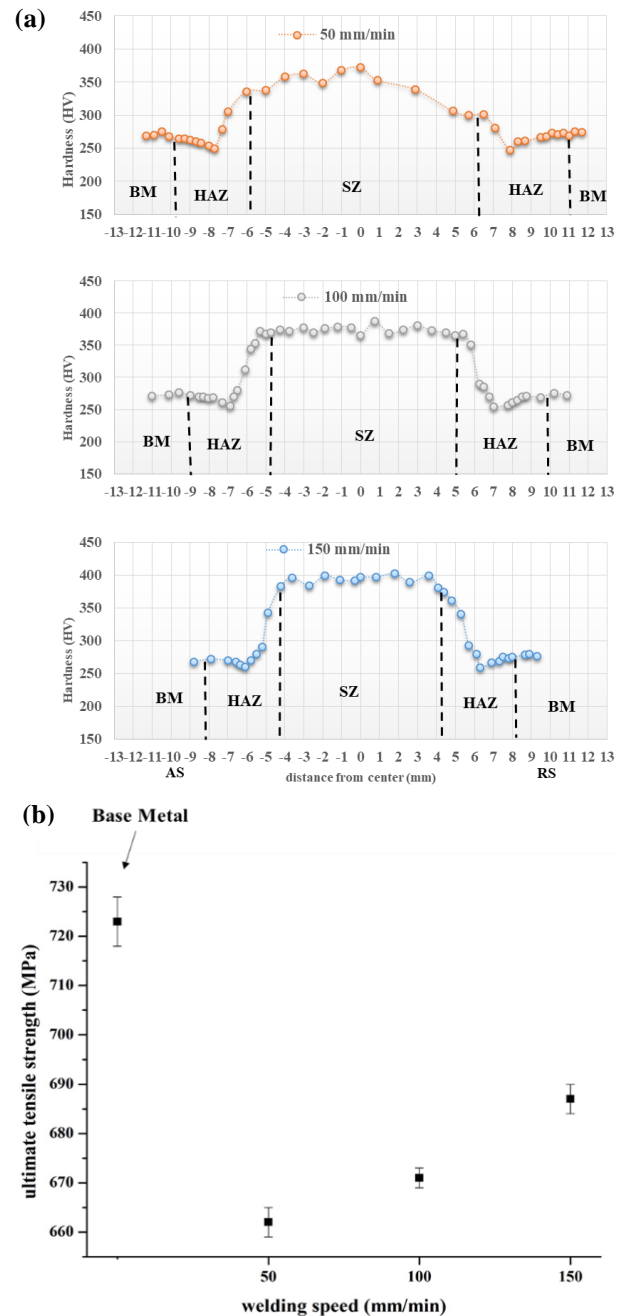 (a)
50 mm/min
450
400
350
300
250
200
150
Hardness (HV)
BM HAZ SZ HAZ BM
-13 -12 -11 -10 -9 -8 -7 -6 -5 -4 -3 -2 -1 0 1 2 3 4 5 6 7 8 9 10 11 12 13
100 mm/min
450
400
350
300
250
200
150
Hardness (HV)
BM HAZ SZ HAZ BM
-13 -12 -11 -10 -9 -8 -7 -6 -5 -4 -3 -2 -1 0 1 2 3 4 5 6 7 8 9 10 11 12 13
150 mm/min
450
400
350
300
250
200
150
Hardness (HV)
BM HAZ SZ HAZ BM
-13 -12 -11 -10 -9 -8 -7 -6 -5 -4 -3 -2 -1 0 1 2 3 4 5 6 7 8 9 10 11 12 13
AS distance from center (mm) RS
(b)
Base Metal
730
720
710
700
690
680
670
660
ultimate tensile strength (MPa)
50 100 150
welding speed (mm/min)